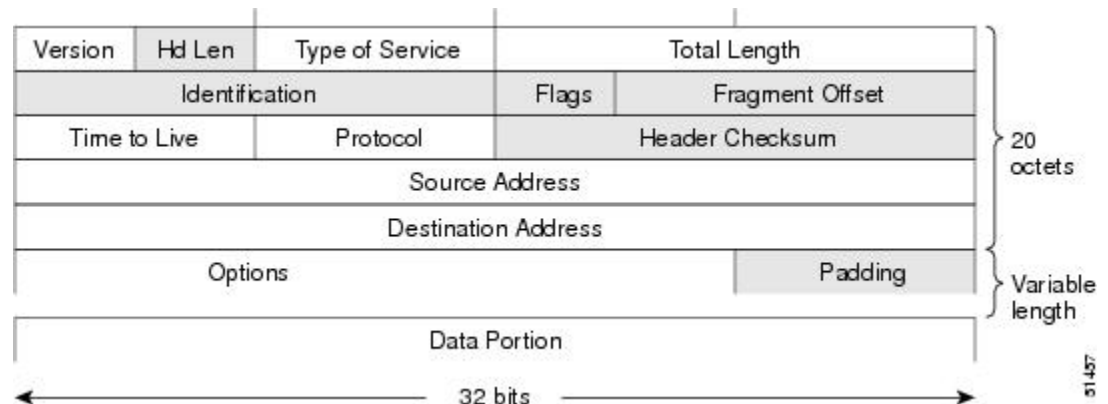 Version Hd Len Type of Service Total Length
Identification Flags Fragment Offset
Time to Live Protocol Header Checksum
20
octets
Source Address
Destination Address
Options Padding
Variable
length
Data Portion
32 bits
51457